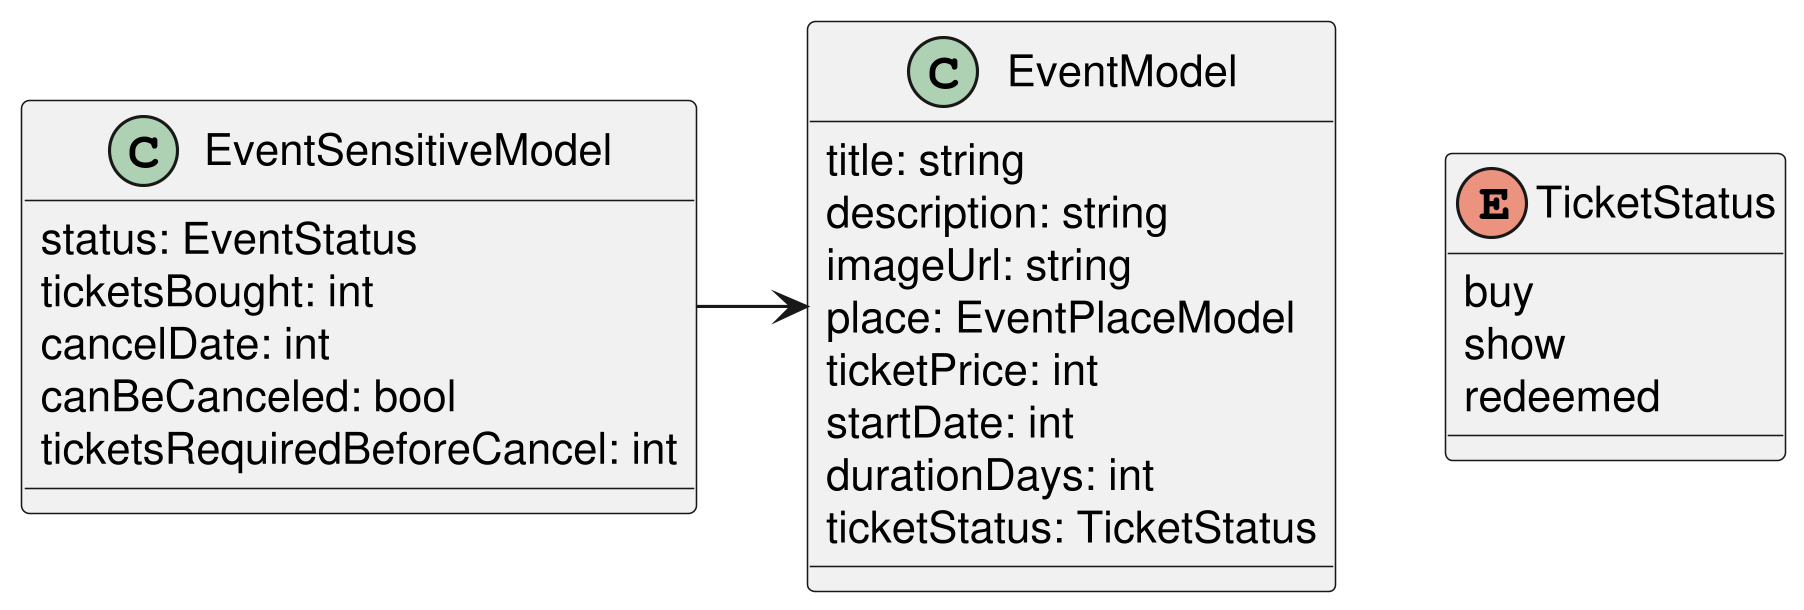 C EventSensitiveModel
status: EventStatus
ticketsBought: int
cancelDate: int
canBeCanceled: bool
ticketsRequiredBeforeCancel: int
C EventModel
title: string
description: string
imageUrl: string
place: EventPlaceModel
ticketPrice: int
startDate: int
durationDays: int
ticketStatus: TicketStatus
E TicketStatus
buy
show
redeemed